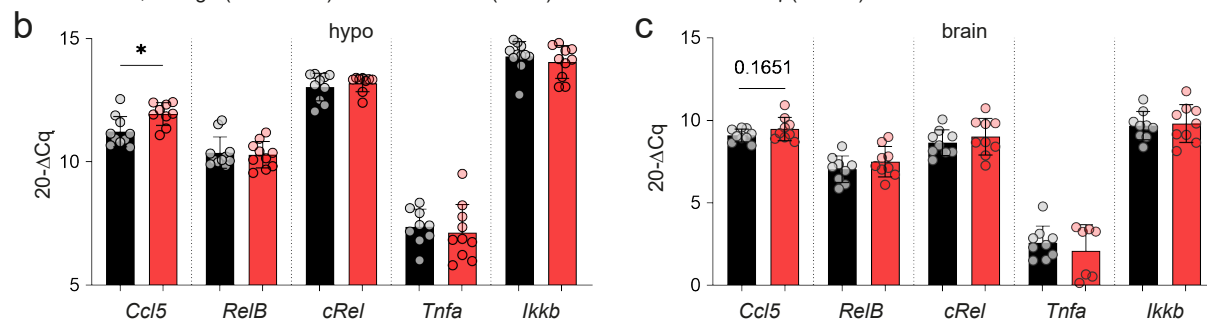 b
hypo
15
10
5
20-ΔCq
*
Ccl5
RelB
cRel
Tnfa
Ikkb
c
brain
15
10
5
0
20-ΔCq
0.1651
Ccl5
RelB
cRel
Tnfa
Ikkb